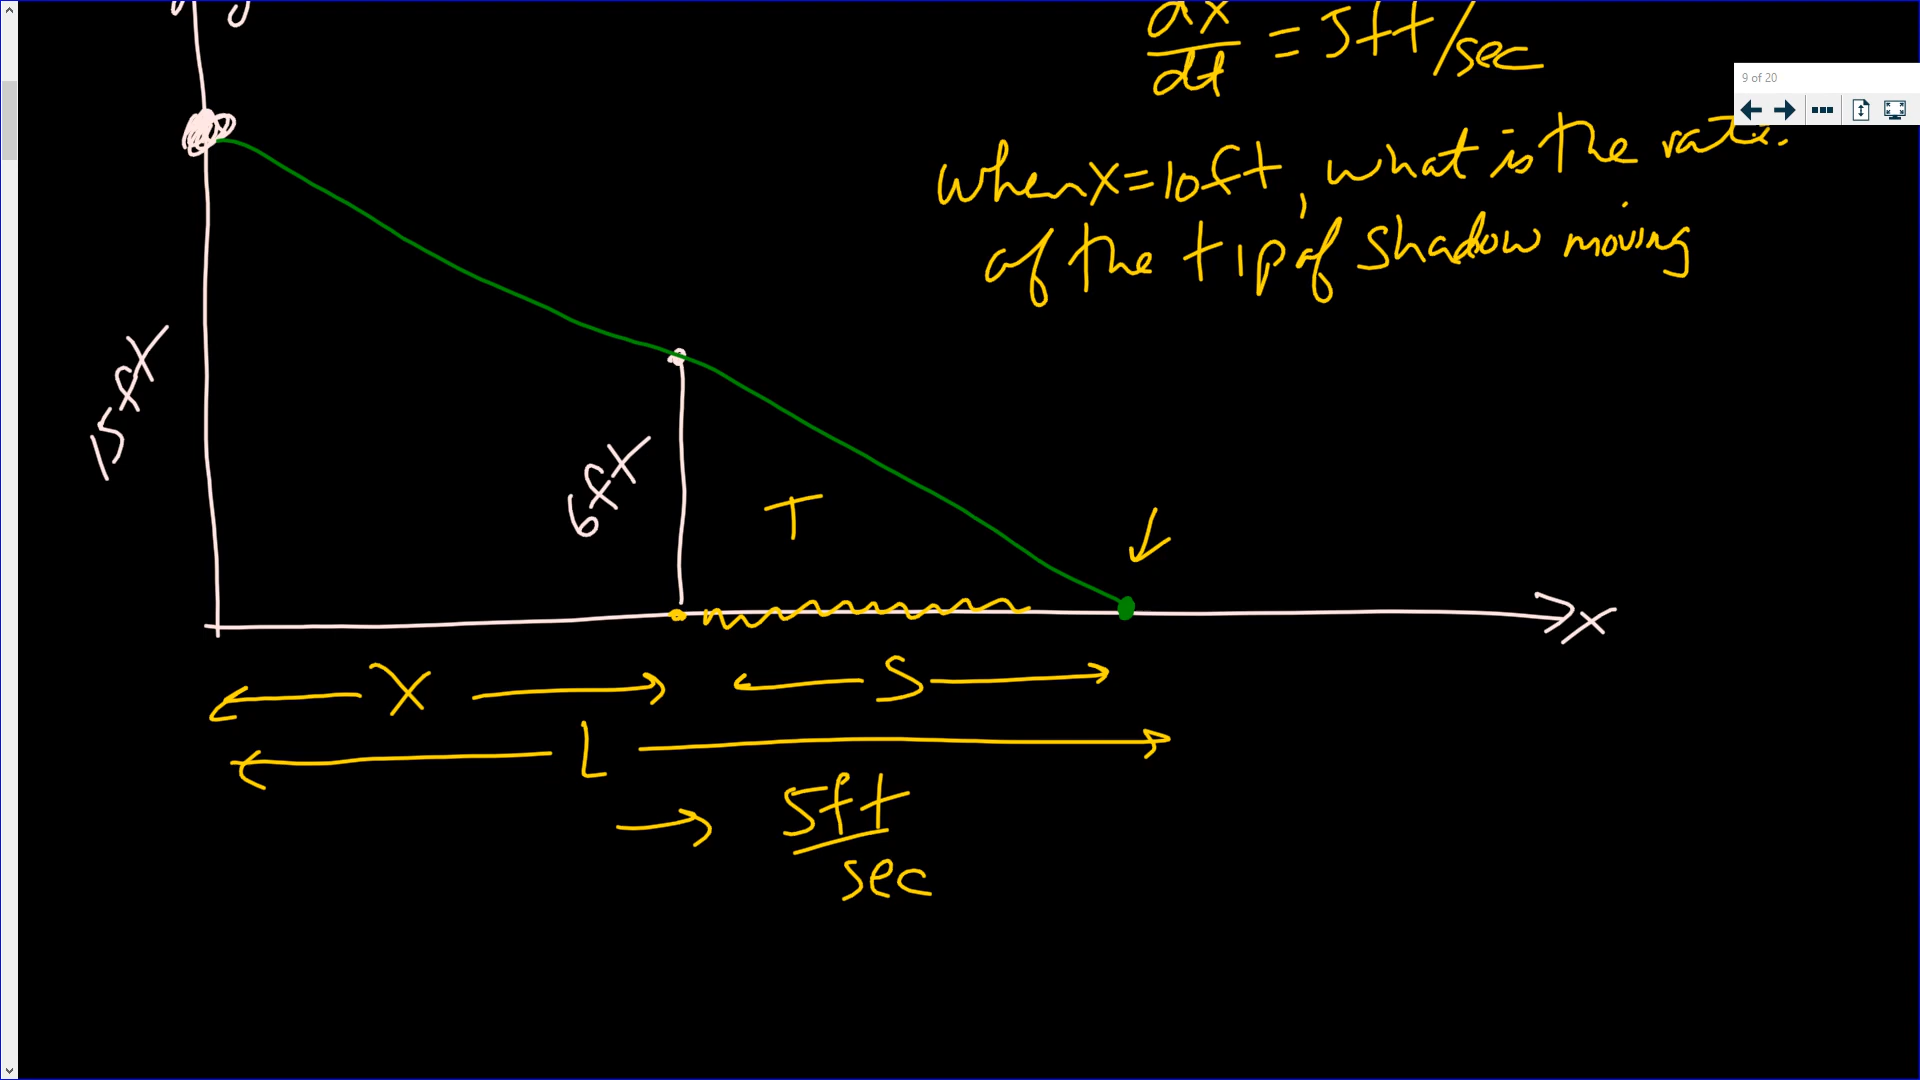 dx
dt
= 5ft/sec
9 of 20
when x=10ft, what is the rate.
of the tip of shadow moving
15ft
6ft
T
x
X
S
L
5ft
sec